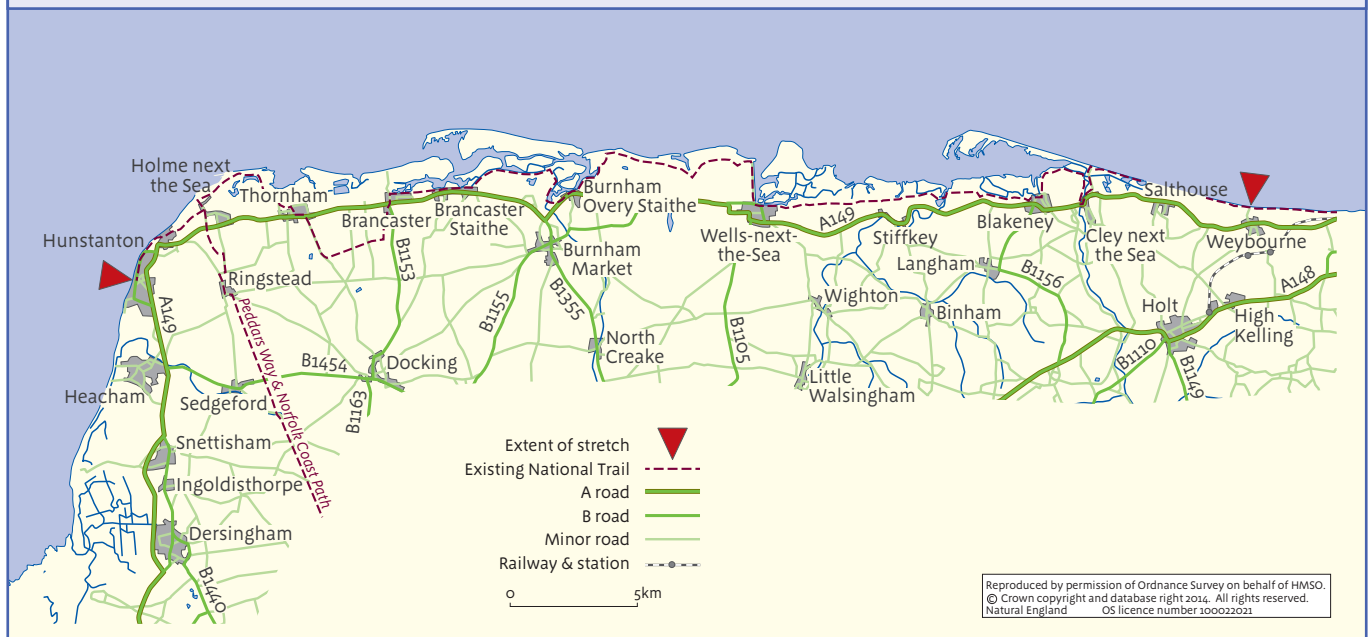 Holme next
the Sea
Thornham
Hunstanton
Brancaster
Brancaster
Staithe
Burnham
Overy Staithe
Burnham
Market
Wells-next-
the-Sea
A149
Stiffkey
Blakeney
Cley next
the Sea
Salthouse
Weybourne
Langham
B1156
A148
Ringstead
B1153
B1155
B1355
Wighton
Binham
Holt
High
Kelling
A149
Peddars Way & Norfolk Coast Path
North
Creake
B1105
B1110
B1149
Heacham
Sedgeford
B1454
Docking
B1163
Little
Walsingham
Snettisham
Ingoldisthorpe
Dersingham
B1440
Extent of stretch
Existing National Trail
A road
B road
Minor road
Railway & station
0 5km
Reproduced by permission of Ordnance Survey on behalf of HMSO.
© Crown copyright and database right 2014. All rights reserved.
Natural England OS licence number 100022021